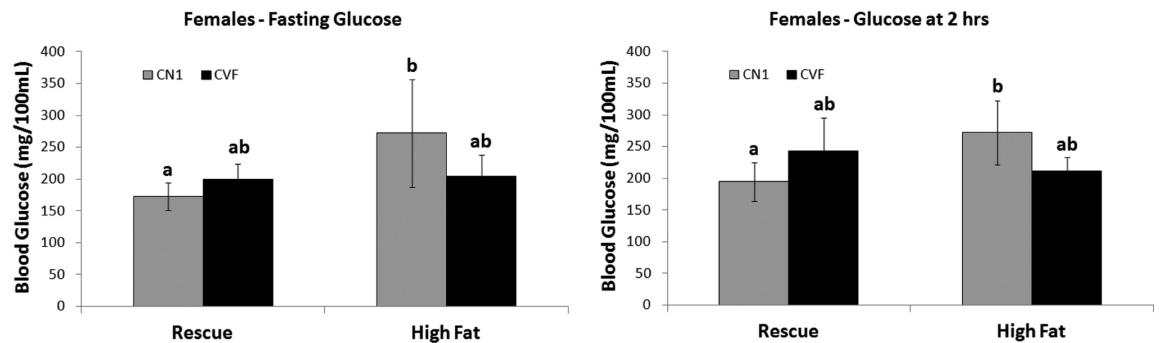 Females - Fasting Glucose
Blood Glucose (mg/100mL)
400
350
300
250
200
150
100
50
0
CN1 CVF
a
ab
b
ab
Rescue High Fat
Females - Glucose at 2 hrs
Blood Glucose (mg/100mL)
400
350
300
250
200
150
100
50
0
CN1 CVF
a
ab
b
ab
Rescue High Fat